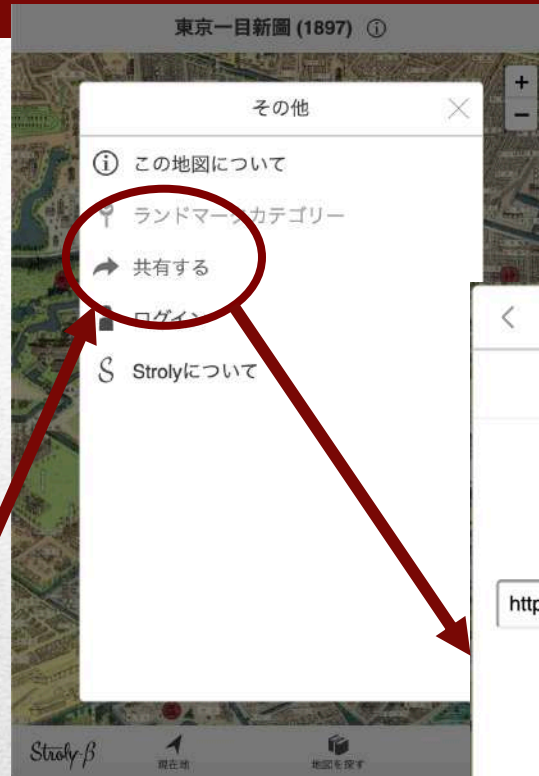 東京一目新圖 (1897) ⓘ
+
−
その他
この地図について
ランドマークカテゴリー
共有する
ログイン
Strolyについて
http
Stroly-β
現在地
地図を探す